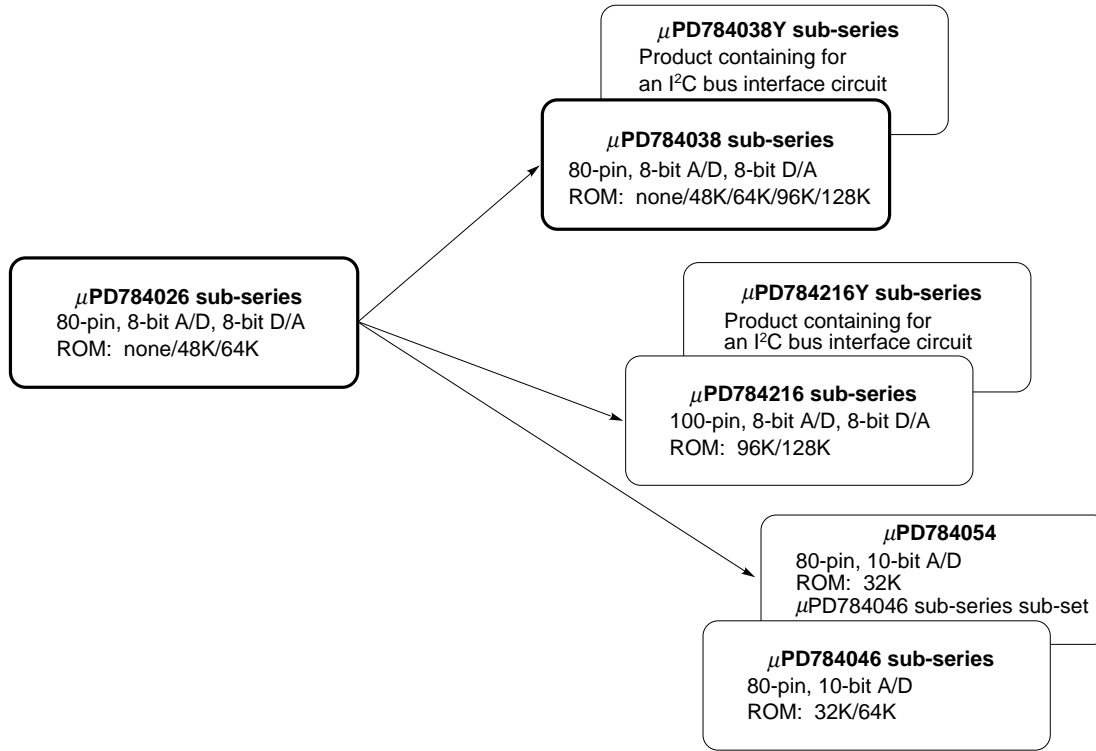 μPD784038Y sub-series
Product containing for
an I²C bus interface circuit
μPD784038 sub-series
80-pin, 8-bit A/D, 8-bit D/A
ROM: none/48K/64K/96K/128K
μPD784026 sub-series
80-pin, 8-bit A/D, 8-bit D/A
ROM: none/48K/64K
μPD784216Y sub-series
Product containing for
an I²C bus interface circuit
μPD784216 sub-series
100-pin, 8-bit A/D, 8-bit D/A
ROM: 96K/128K
μPD784054
80-pin, 10-bit A/D
ROM: 32K
μPD784046 sub-series sub-set
μPD784046 sub-series
80-pin, 10-bit A/D
ROM: 32K/64K